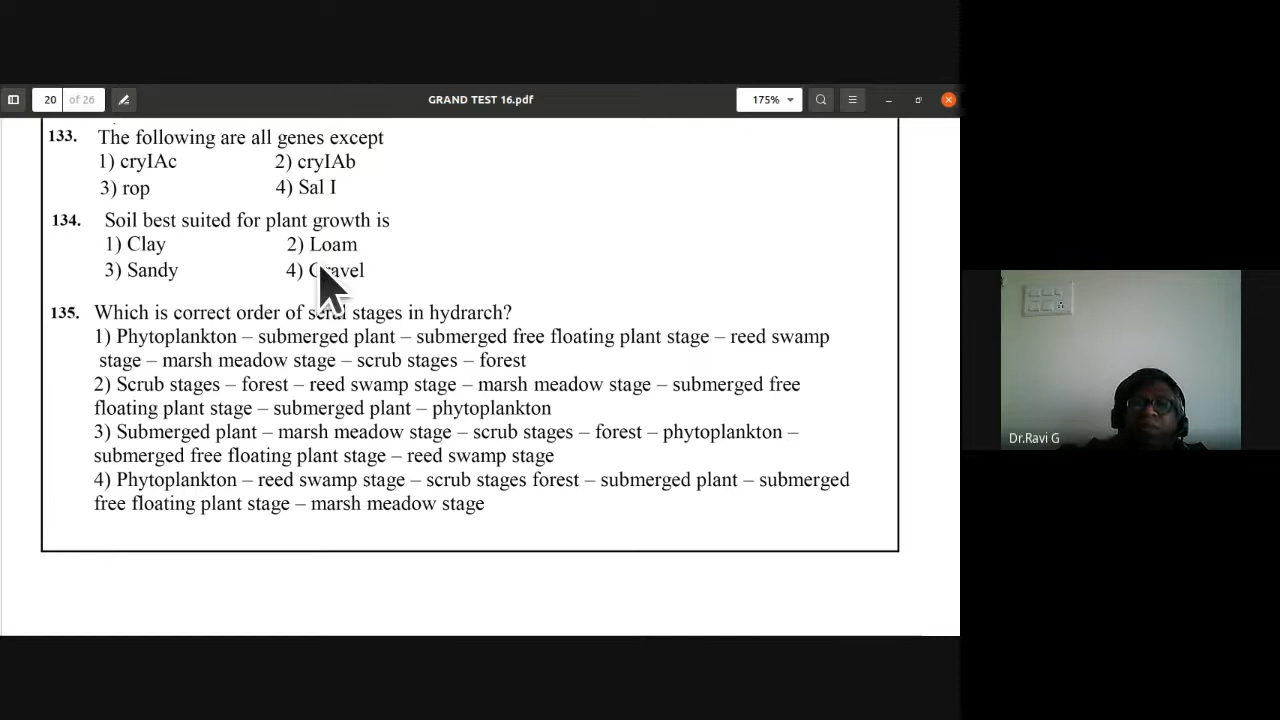 20 of 26
GRAND TEST 16.pdf
175%
133. The following are all genes except
1) cryIAc 2) cryIAb
3) rop 4) Sal I
134. Soil best suited for plant growth is
1) Clay 2) Loam
3) Sandy 4) Gravel
135. Which is correct order of seral stages in hydrarch?
1) Phytoplankton – submerged plant – submerged free floating plant stage – reed swamp
stage – marsh meadow stage – scrub stages – forest
2) Scrub stages – forest – reed swamp stage – marsh meadow stage – submerged free
floating plant stage – submerged plant – phytoplankton
3) Submerged plant – marsh meadow stage – scrub stages – forest – phytoplankton –
submerged free floating plant stage – reed swamp stage
4) Phytoplankton – reed swamp stage – scrub stages forest – submerged plant – submerged
free floating plant stage – marsh meadow stage
Dr.Ravi G